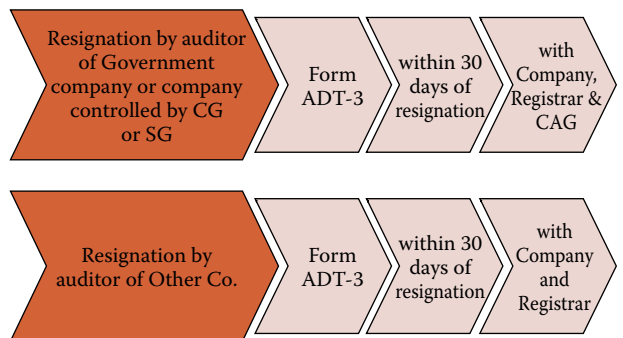 Resignation by auditor
of Government
company or company
controlled by CG
or SG
Form
ADT-3
within 30
days of
resignation
with
Company,
Registrar &
CAG
Resignation by
auditor of Other Co.
Form
ADT-3
within 30
days of
resignation
with
Company
and
Registrar